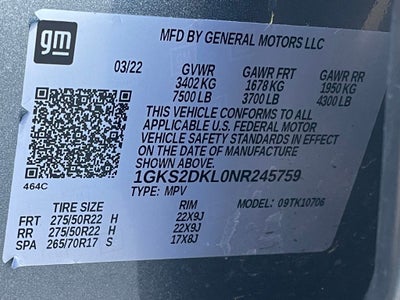 gm
MFD BY GENERAL MOTORS LLC
03/22 GVWR GAWR FRT GAWR RR
3402 KG 1678 KG 1950 KG
7500 LB 3700 LB 4300 LB
THIS VEHICLE CONFORMS TO ALL
APPLICABLE U.S. FEDERAL MOTOR
VEHICLE SAFETY STANDARDS IN EFFECT
ON THE DATE OF MANUFACTURE
SHOWN ABOVE.
1GKS2DKL0NR245759
464C TYPE: MPV
TIRE SIZE RIM MODEL: 09TK10706
FRT 275/50R22 H 22X9J
RR 275/50R22 H 22X9J
SPA 265/70R17 S 17X8J